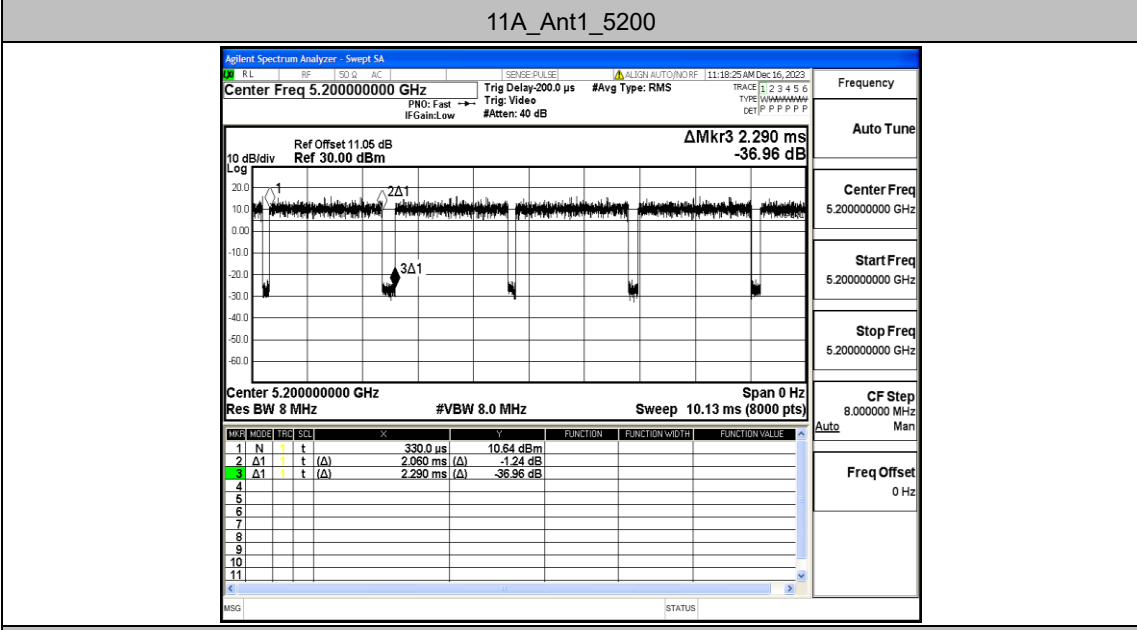 11A_Ant1_5200
Agilent Spectrum Analyzer - Swept SA
RL RF 50 Ω AC SENSE:PULSE ALIGN AUTO/NO RF 11:18:25 AM Dec 16, 2023
Center Freq 5.200000000 GHz
PNO: Fast
IFGain:Low
Trig Delay-200.0 µs
Trig: Video
#Atten: 40 dB
#Avg Type: RMS
TRACE 1 2 3 4 5 6
TYPE
DET P P P P P P
ΔMkr3 2.290 ms
-36.96 dB
Ref Offset 11.05 dB
10 dB/div Ref 30.00 dBm
Log
20.0
10.0
0.00
-10.0
-20.0
-30.0
-40.0
-50.0
-60.0
1
2Δ1
3Δ1
Center 5.200000000 GHz Span 0 Hz
Res BW 8 MHz #VBW 8.0 MHz Sweep 10.13 ms (8000 pts)
MKR MODE TRC SCL X Y FUNCTION FUNCTION WIDTH FUNCTION VALUE
1 N 1 t 330.0 µs 10.64 dBm
2 Δ1 1 t (Δ) 2.060 ms (Δ) -1.24 dB
3 Δ1 1 t (Δ) 2.290 ms (Δ) -36.96 dB
4
5
6
7
8
9
10
11
MSG STATUS
Frequency
Auto Tune
Center Freq
5.200000000 GHz
Start Freq
5.200000000 GHz
Stop Freq
5.200000000 GHz
CF Step
8.000000 MHz
Auto Man
Freq Offset
0 Hz